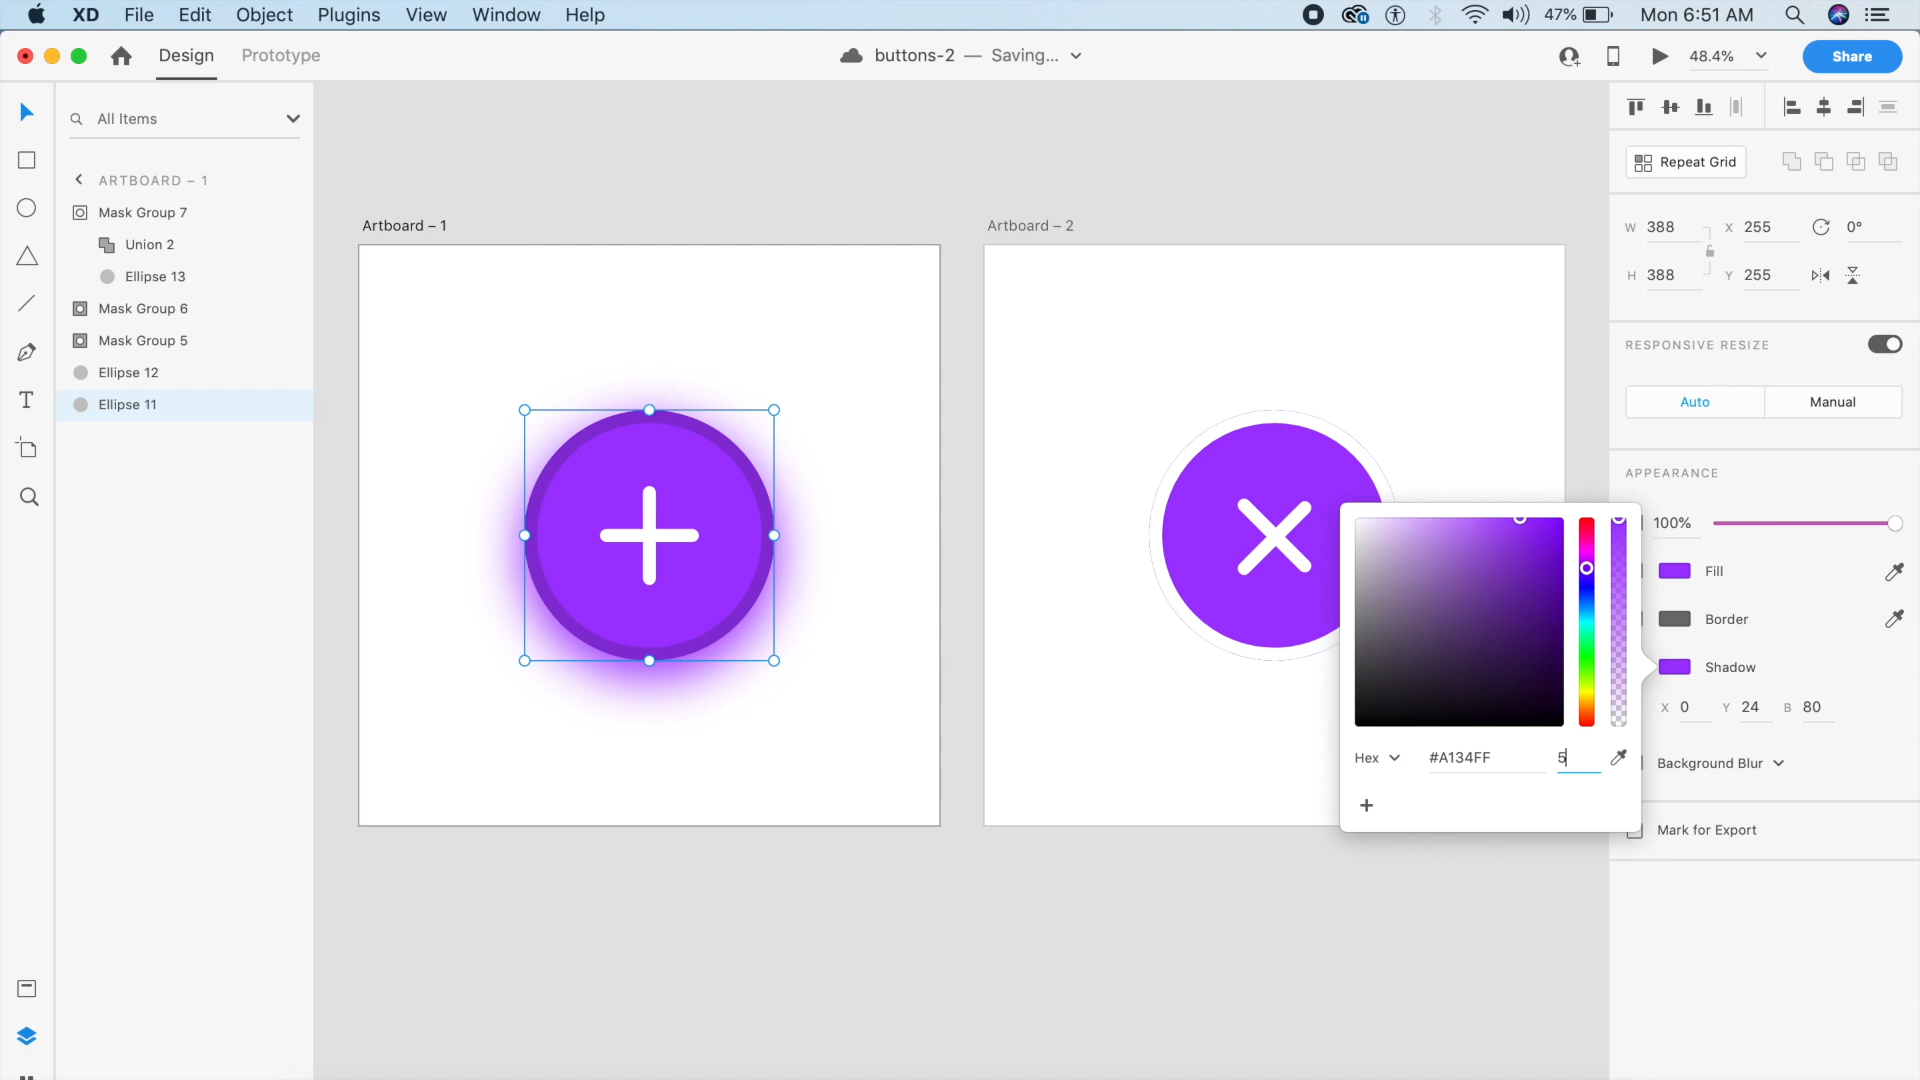 XD File Edit Object Plugins View Window Help 47% Mon 6:51 AM
Design Prototype buttons-2 — Saving... 48.4% Share
All Items
ARTBOARD – 1
Mask Group 7
Union 2
Ellipse 13
Mask Group 6
Mask Group 5
Ellipse 12
Ellipse 11
Artboard – 1
Artboard – 2
Hex #A134FF 5
Repeat Grid
W 388 X 255 0°
H 388 Y 255
RESPONSIVE RESIZE
Auto Manual
APPEARANCE
100%
Fill
Border
Shadow
X 0 Y 24 B 80
Background Blur
Mark for Export